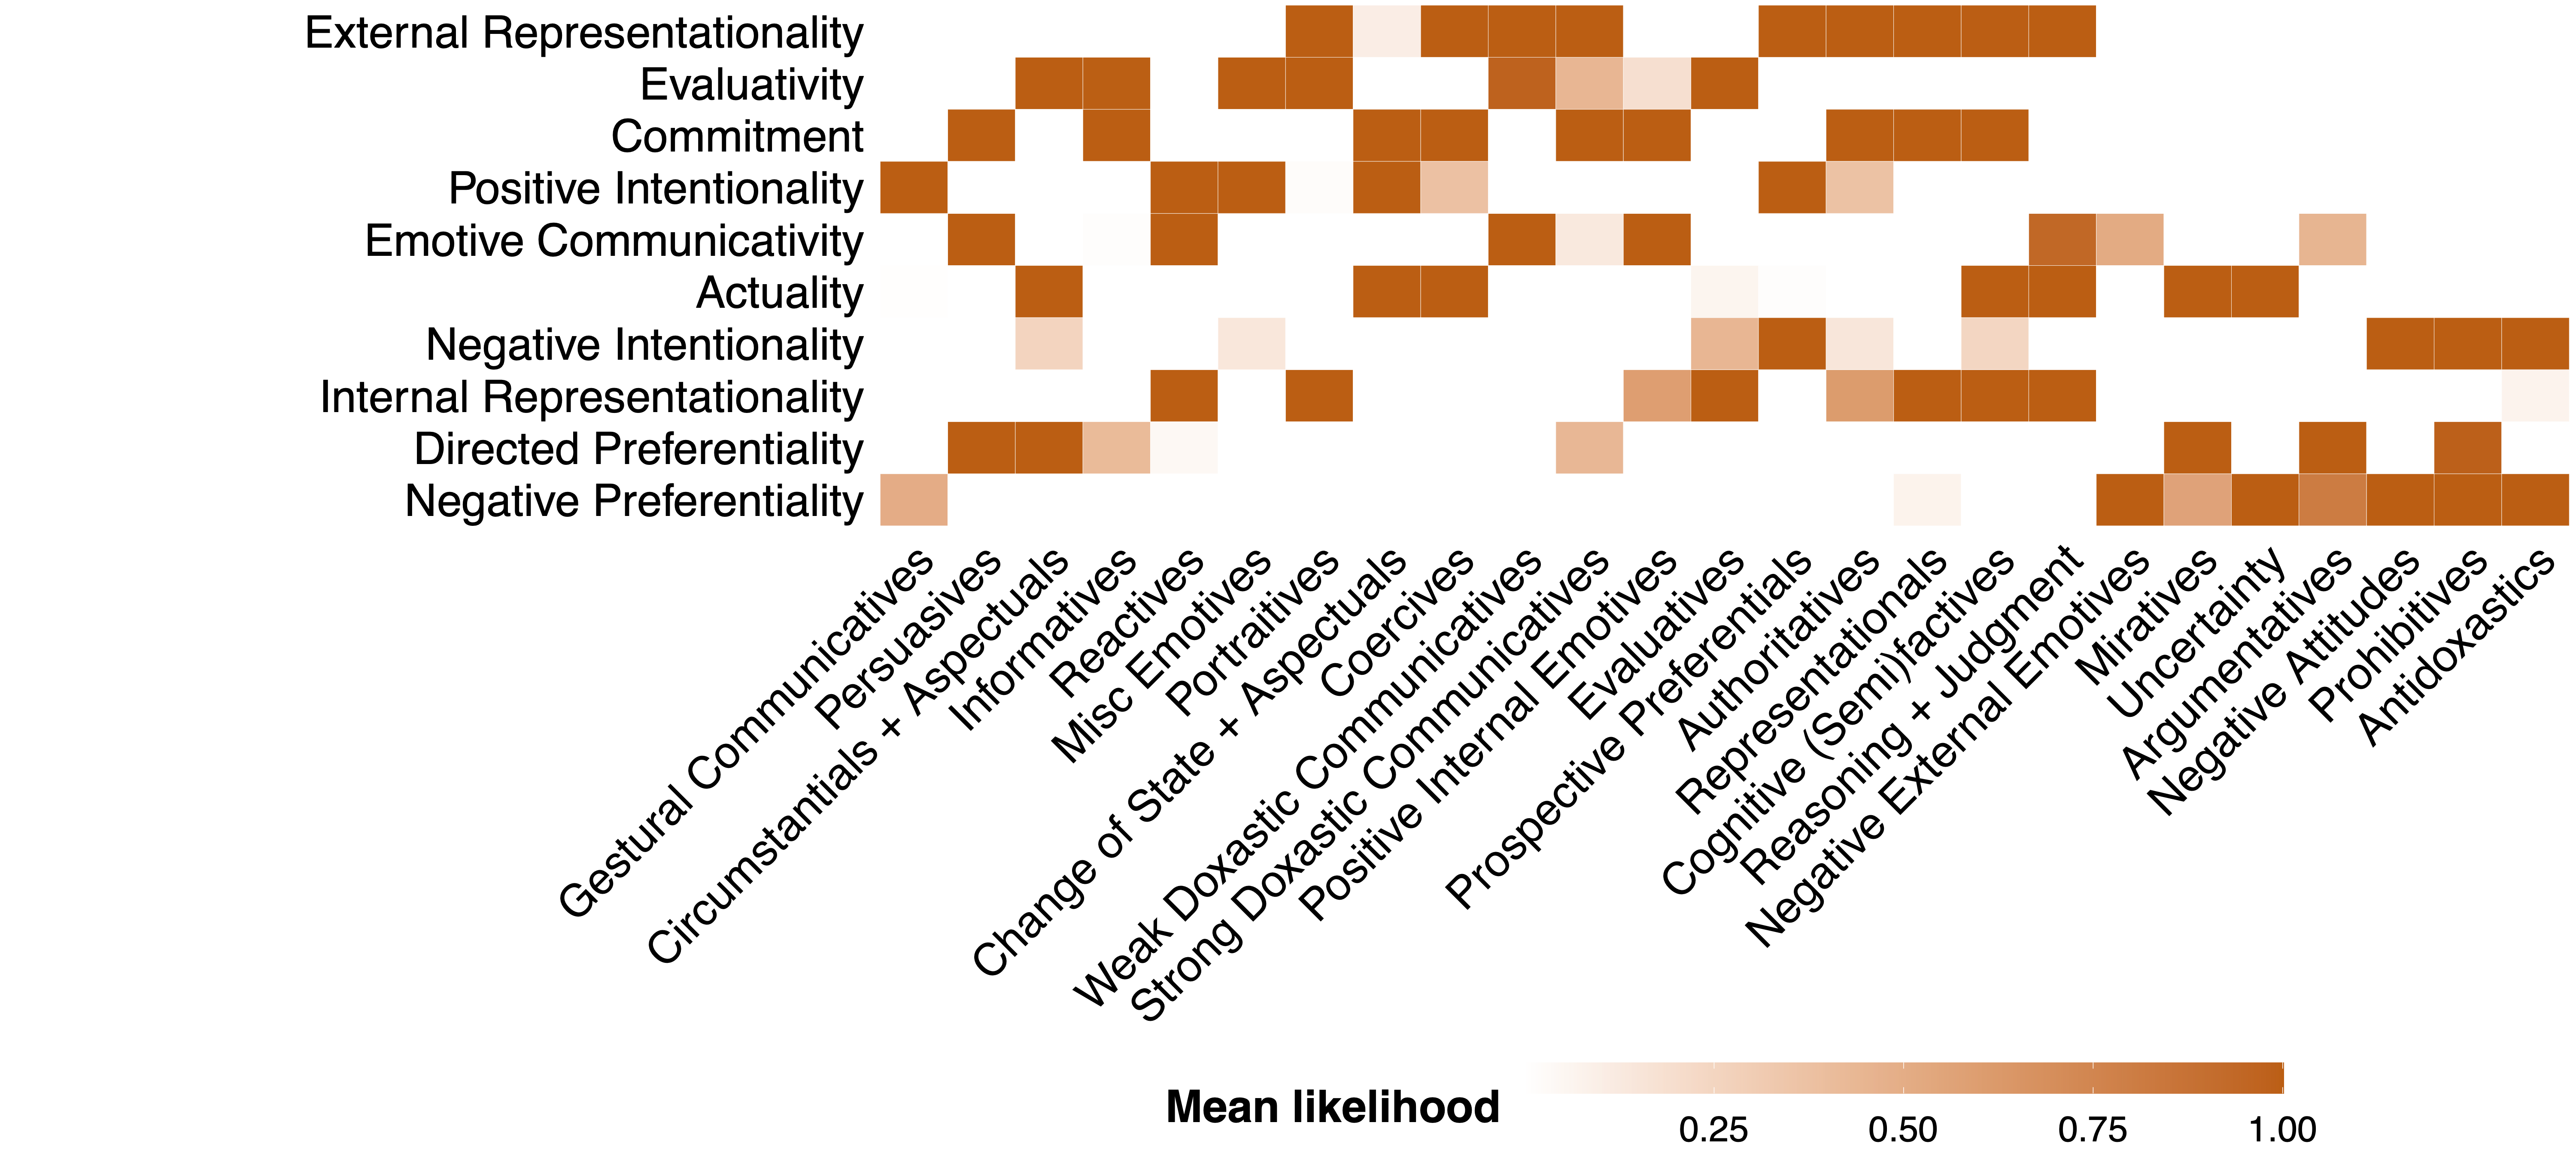 External Representationality
Evaluativity
Commitment
Positive Intentionality
Emotive Communicativity
Actuality
Negative Intentionality
Internal Representationality
Directed Preferentiality
Negative Preferentiality
Gestural Communicatives
Persuasives
Circumstantials + Aspectuals
Informatives
Reactives
Misc Emotives
Portraitives
Change of State + Aspectuals
Coercives
Weak Doxastic Communicatives
Strong Doxastic Communicatives
Positive Internal Emotives
Evaluatives
Prospective Preferentials
Authoritatives
Representationals
Cognitive (Semi)factives
Reasoning + Judgment
Negative External Emotives
Miratives
Uncertainty
Argumentatives
Negative Attitudes
Prohibitives
Antidoxastics
Mean likelihood
0.25 0.50 0.75 1.00